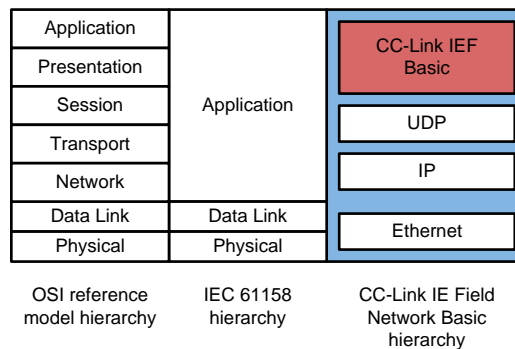 Application
Presentation
Session
Transport
Network
Data Link
Physical
Application
Data Link
Physical
CC-Link IEF
Basic
UDP
IP
Ethernet
OSI reference
model hierarchy
IEC 61158
hierarchy
CC-Link IE Field
Network Basic
hierarchy